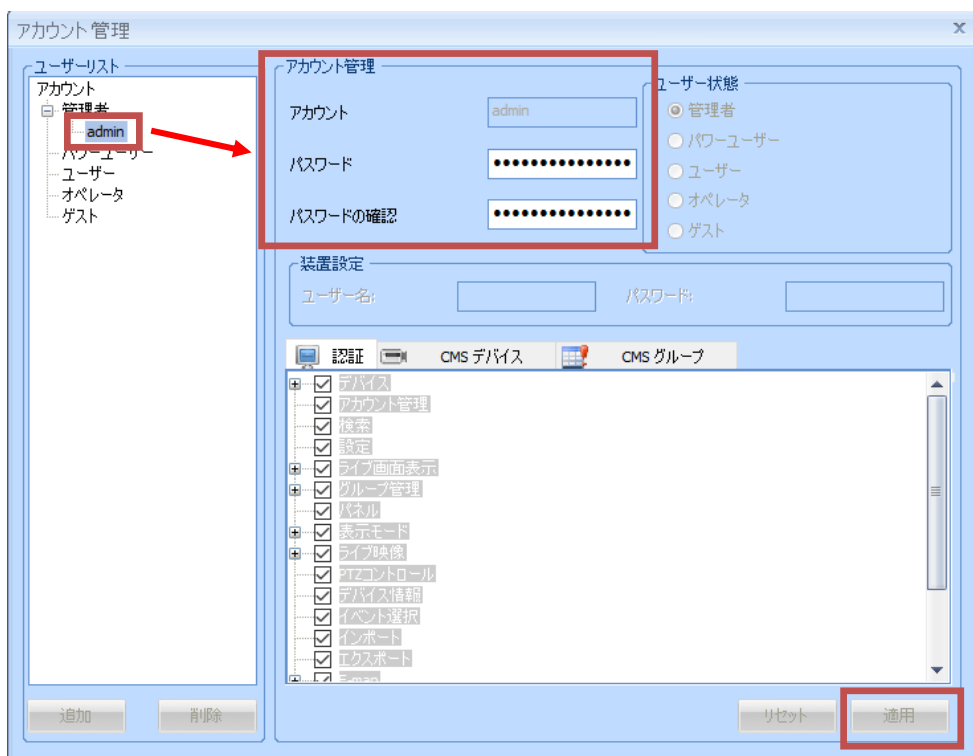 アカウント 管理
x
ユーザーリスト
アカウント
管理者
admin
パワーユーザー
ユーザー
オペレータ
ゲスト
追加
削除
アカウント管理
アカウント
admin
パスワード
●●●●●●●●●●●●●●●
パスワードの確認
●●●●●●●●●●●●●●●
ユーザー状態
管理者
パワーユーザー
ユーザー
オペレータ
ゲスト
装置設定
ユーザー名:
パスワード:
認証
CMS デバイス
CMS グループ
デバイス
アカウント管理
検索
設定
ライブ画面表示
グループ管理
パネル
表示モード
ライブ映像
PTZコントロール
デバイス情報
イベント選択
インポート
エクスポート
E-map
リセット
適用